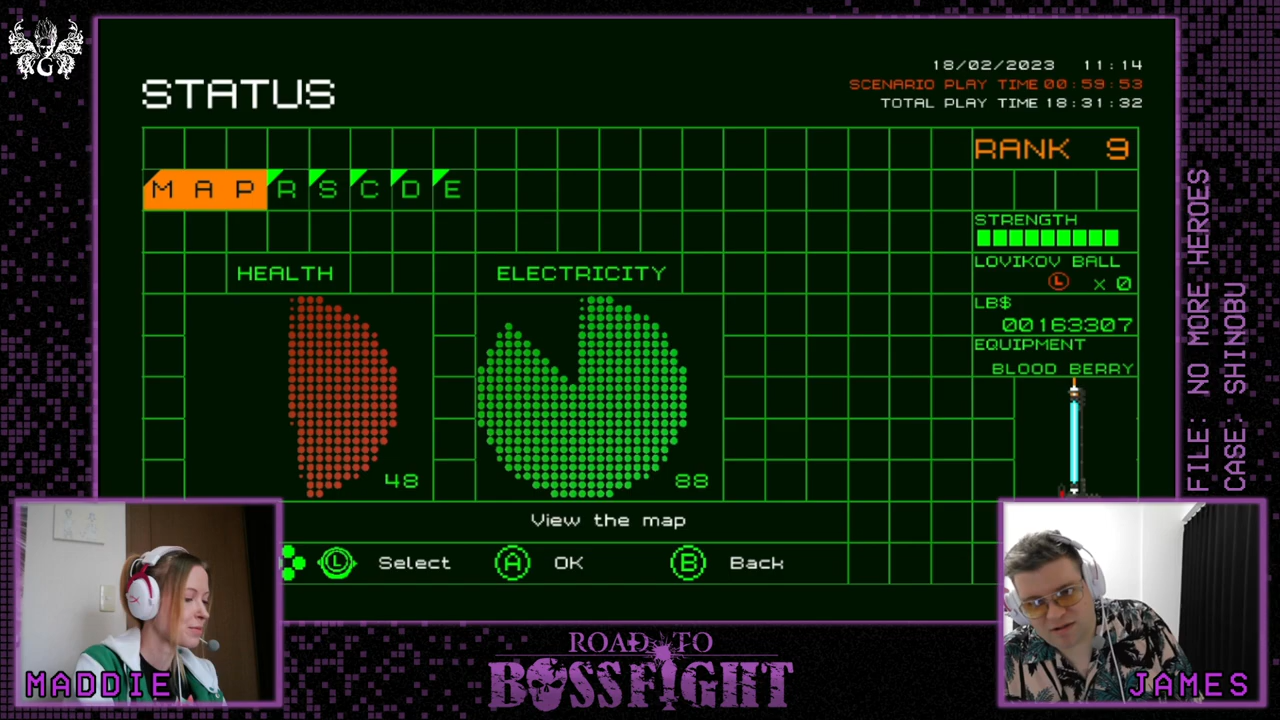 G
18/02/2023 11:14
STATUS
SCENARIO PLAY TIME 00:59:53
TOTAL PLAY TIME 18:31:32
RANK 9
MAP R S C D E
STRENGTH
HEALTH ELECTRICITY
LOVIKOV BALL
L x 0
LB$
00163307
EQUIPMENT
BLOOD BERRY
48 88
View the map
L Select A OK B Back
FILE: NO MORE HEROES
CASE: SHINOBU
MADDIE
ROAD TO
BOSSFIGHT
JAMES